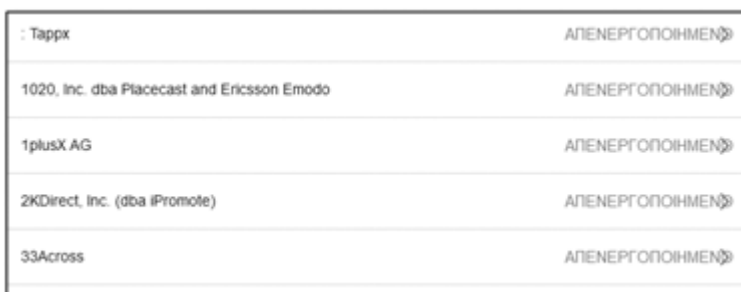 : Tappx ΑΠΕΝΕΡΓΟΠΟΙΗΜΕΝΟ
1020, Inc. dba Placecast and Ericsson Emodo ΑΠΕΝΕΡΓΟΠΟΙΗΜΕΝΟ
1plusX AG ΑΠΕΝΕΡΓΟΠΟΙΗΜΕΝΟ
2KDirect, Inc. (dba iPromote) ΑΠΕΝΕΡΓΟΠΟΙΗΜΕΝΟ
33Across ΑΠΕΝΕΡΓΟΠΟΙΗΜΕΝΟ